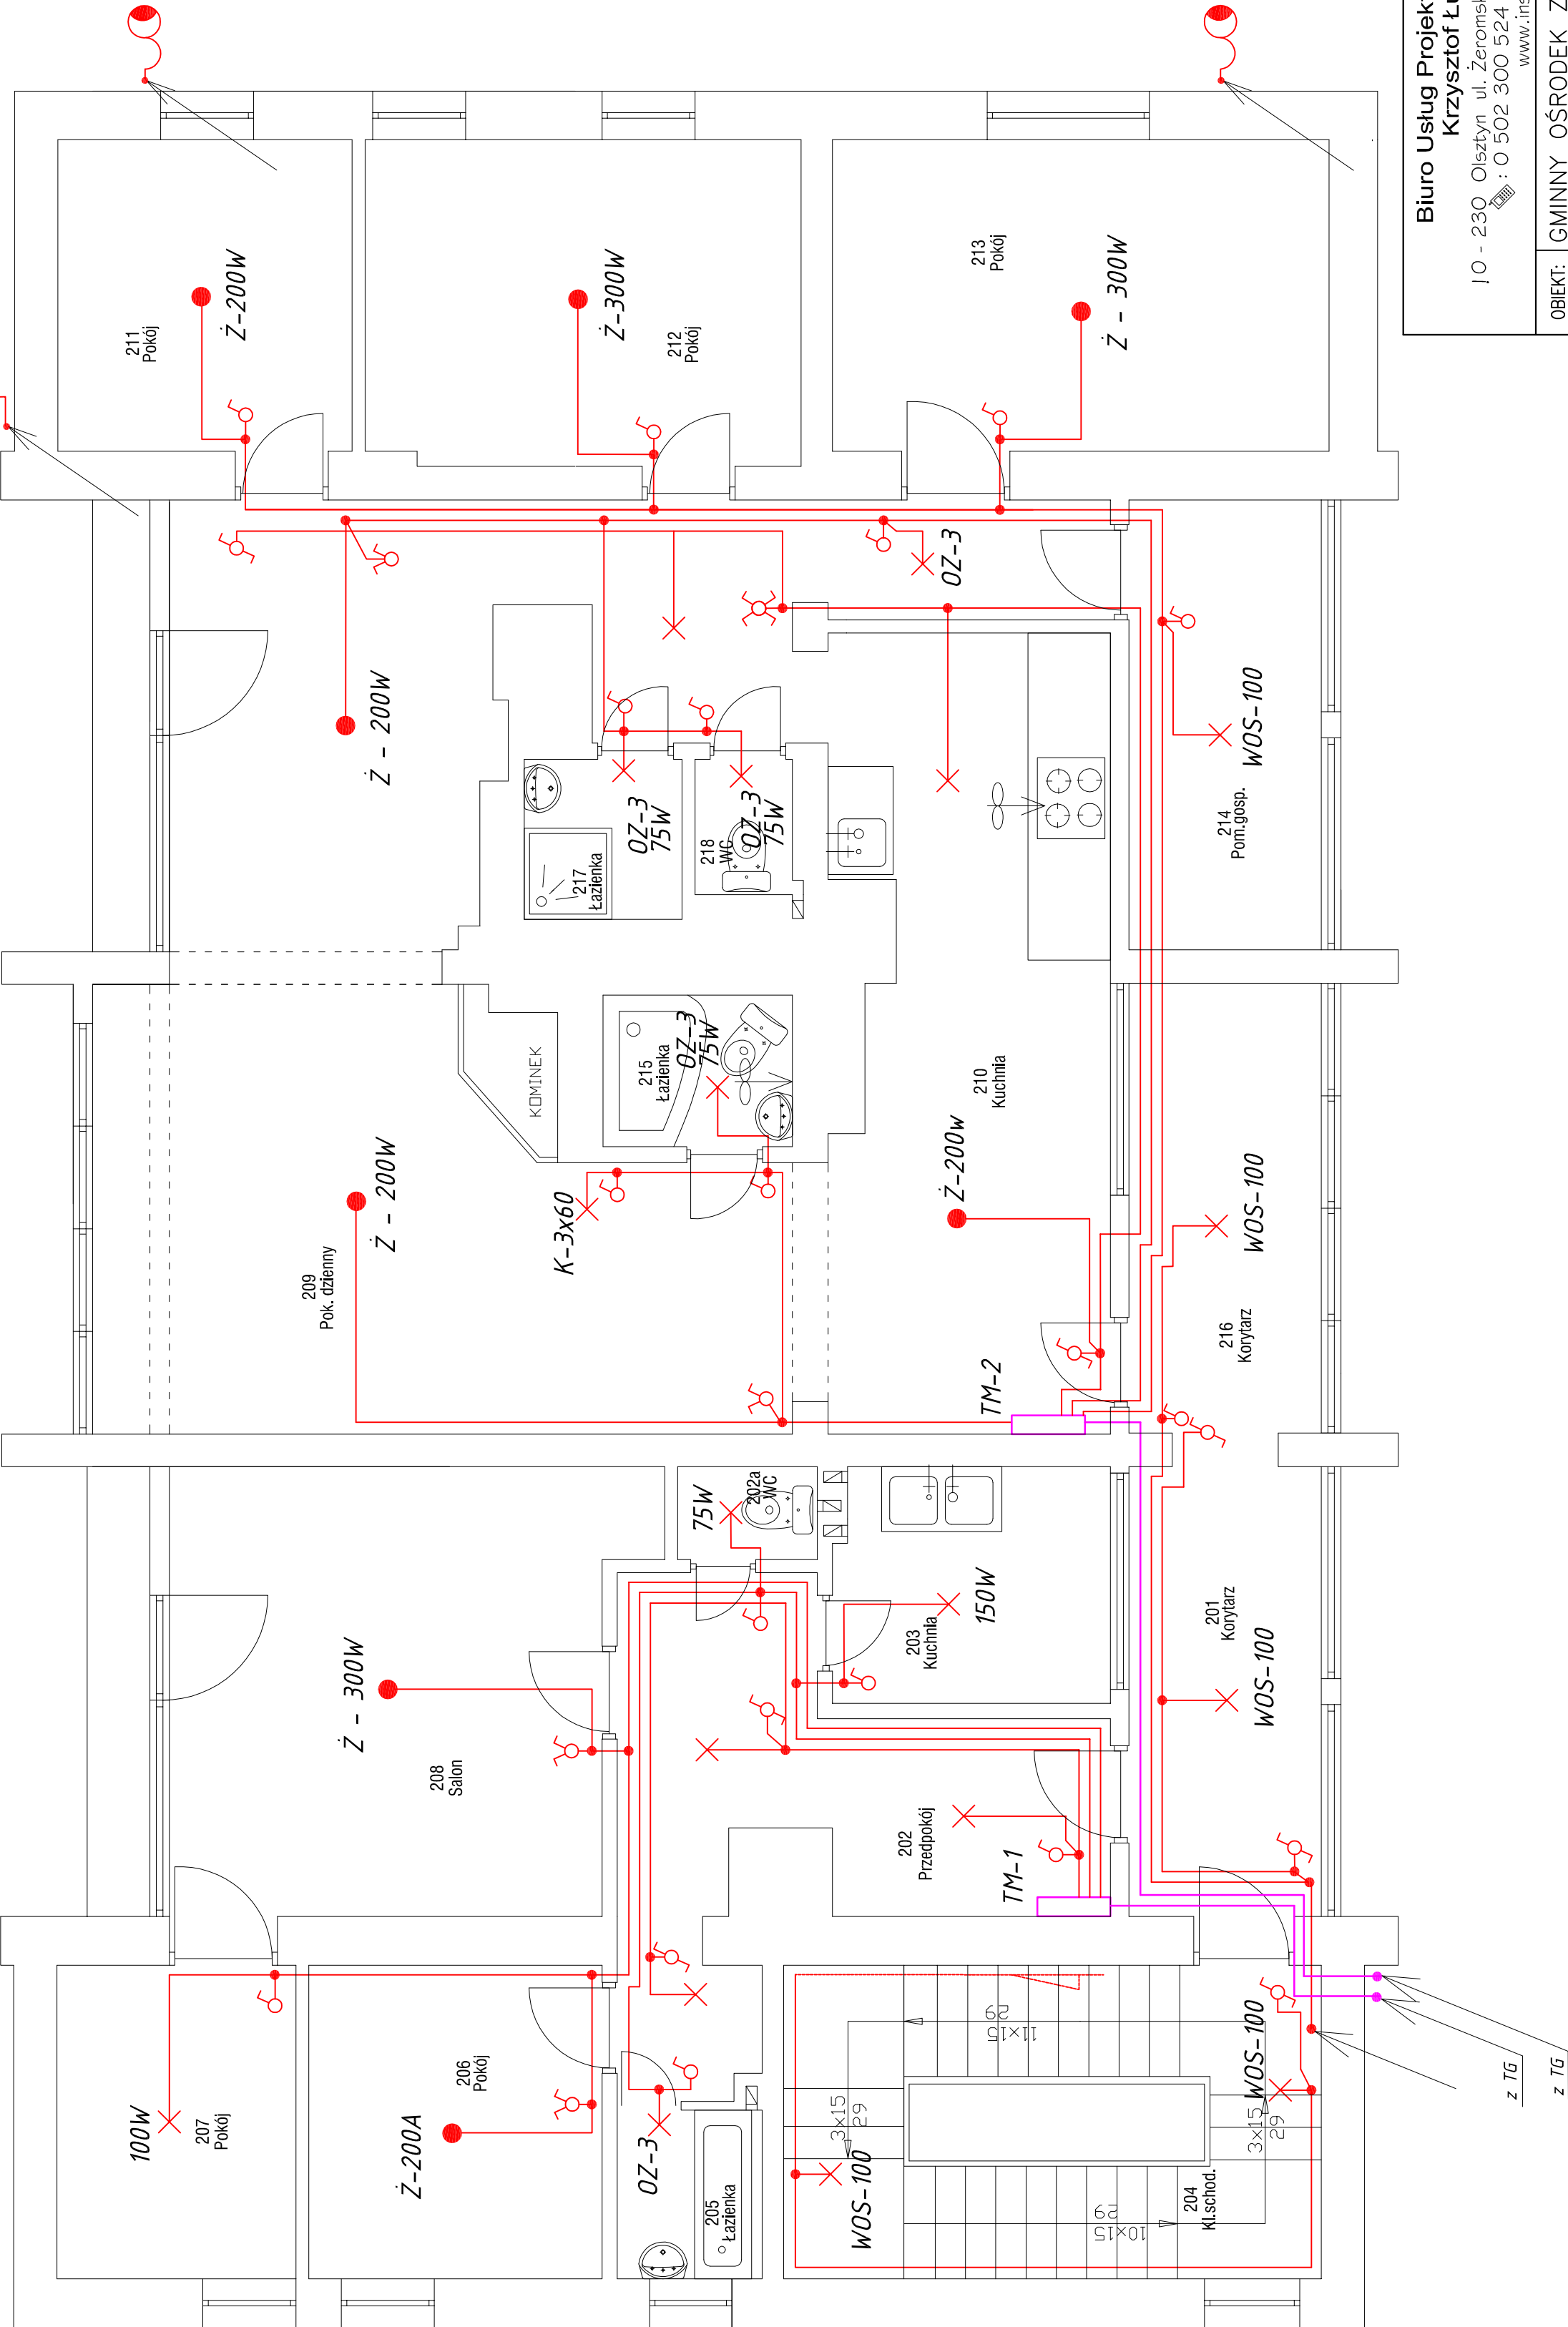 Biuro Usług Projekt
Krzysztof Łu
10 - 230 Olsztyn ul. Żeromsk
: 0 502 300 524
www.ins
OBIEKT:
GMINNY OŚRODEK Z
211
Pokój
Ż-200W
212
Pokój
Ż-300W
213
Pokój
Ż - 300W
OZ-3
Ż - 200W
OZ-3
75W
217
Łazienka
218
WC
OZ-3
75W
WOS-100
214
Pom.gosp.
KOMINEK
215
Łazienka
OZ-3
75W
210
Kuchnia
Ż-200w
Ż - 200W
209
Pok. dzienny
K-3x60
WOS-100
216
Korytarz
TM-2
75W
202a
WC
150W
203
Kuchnia
201
Korytarz
WOS-100
Ż - 300W
208
Salon
202
Przedpokój
TM-1
100W
207
Pokój
206
Pokój
Ż-200A
OZ-3
205
Łazienka
11x15
29
3x15
29
WOS-100
3x15
29
WOS-100
10x15
29
204
Kl.schod.
z TG
z TG